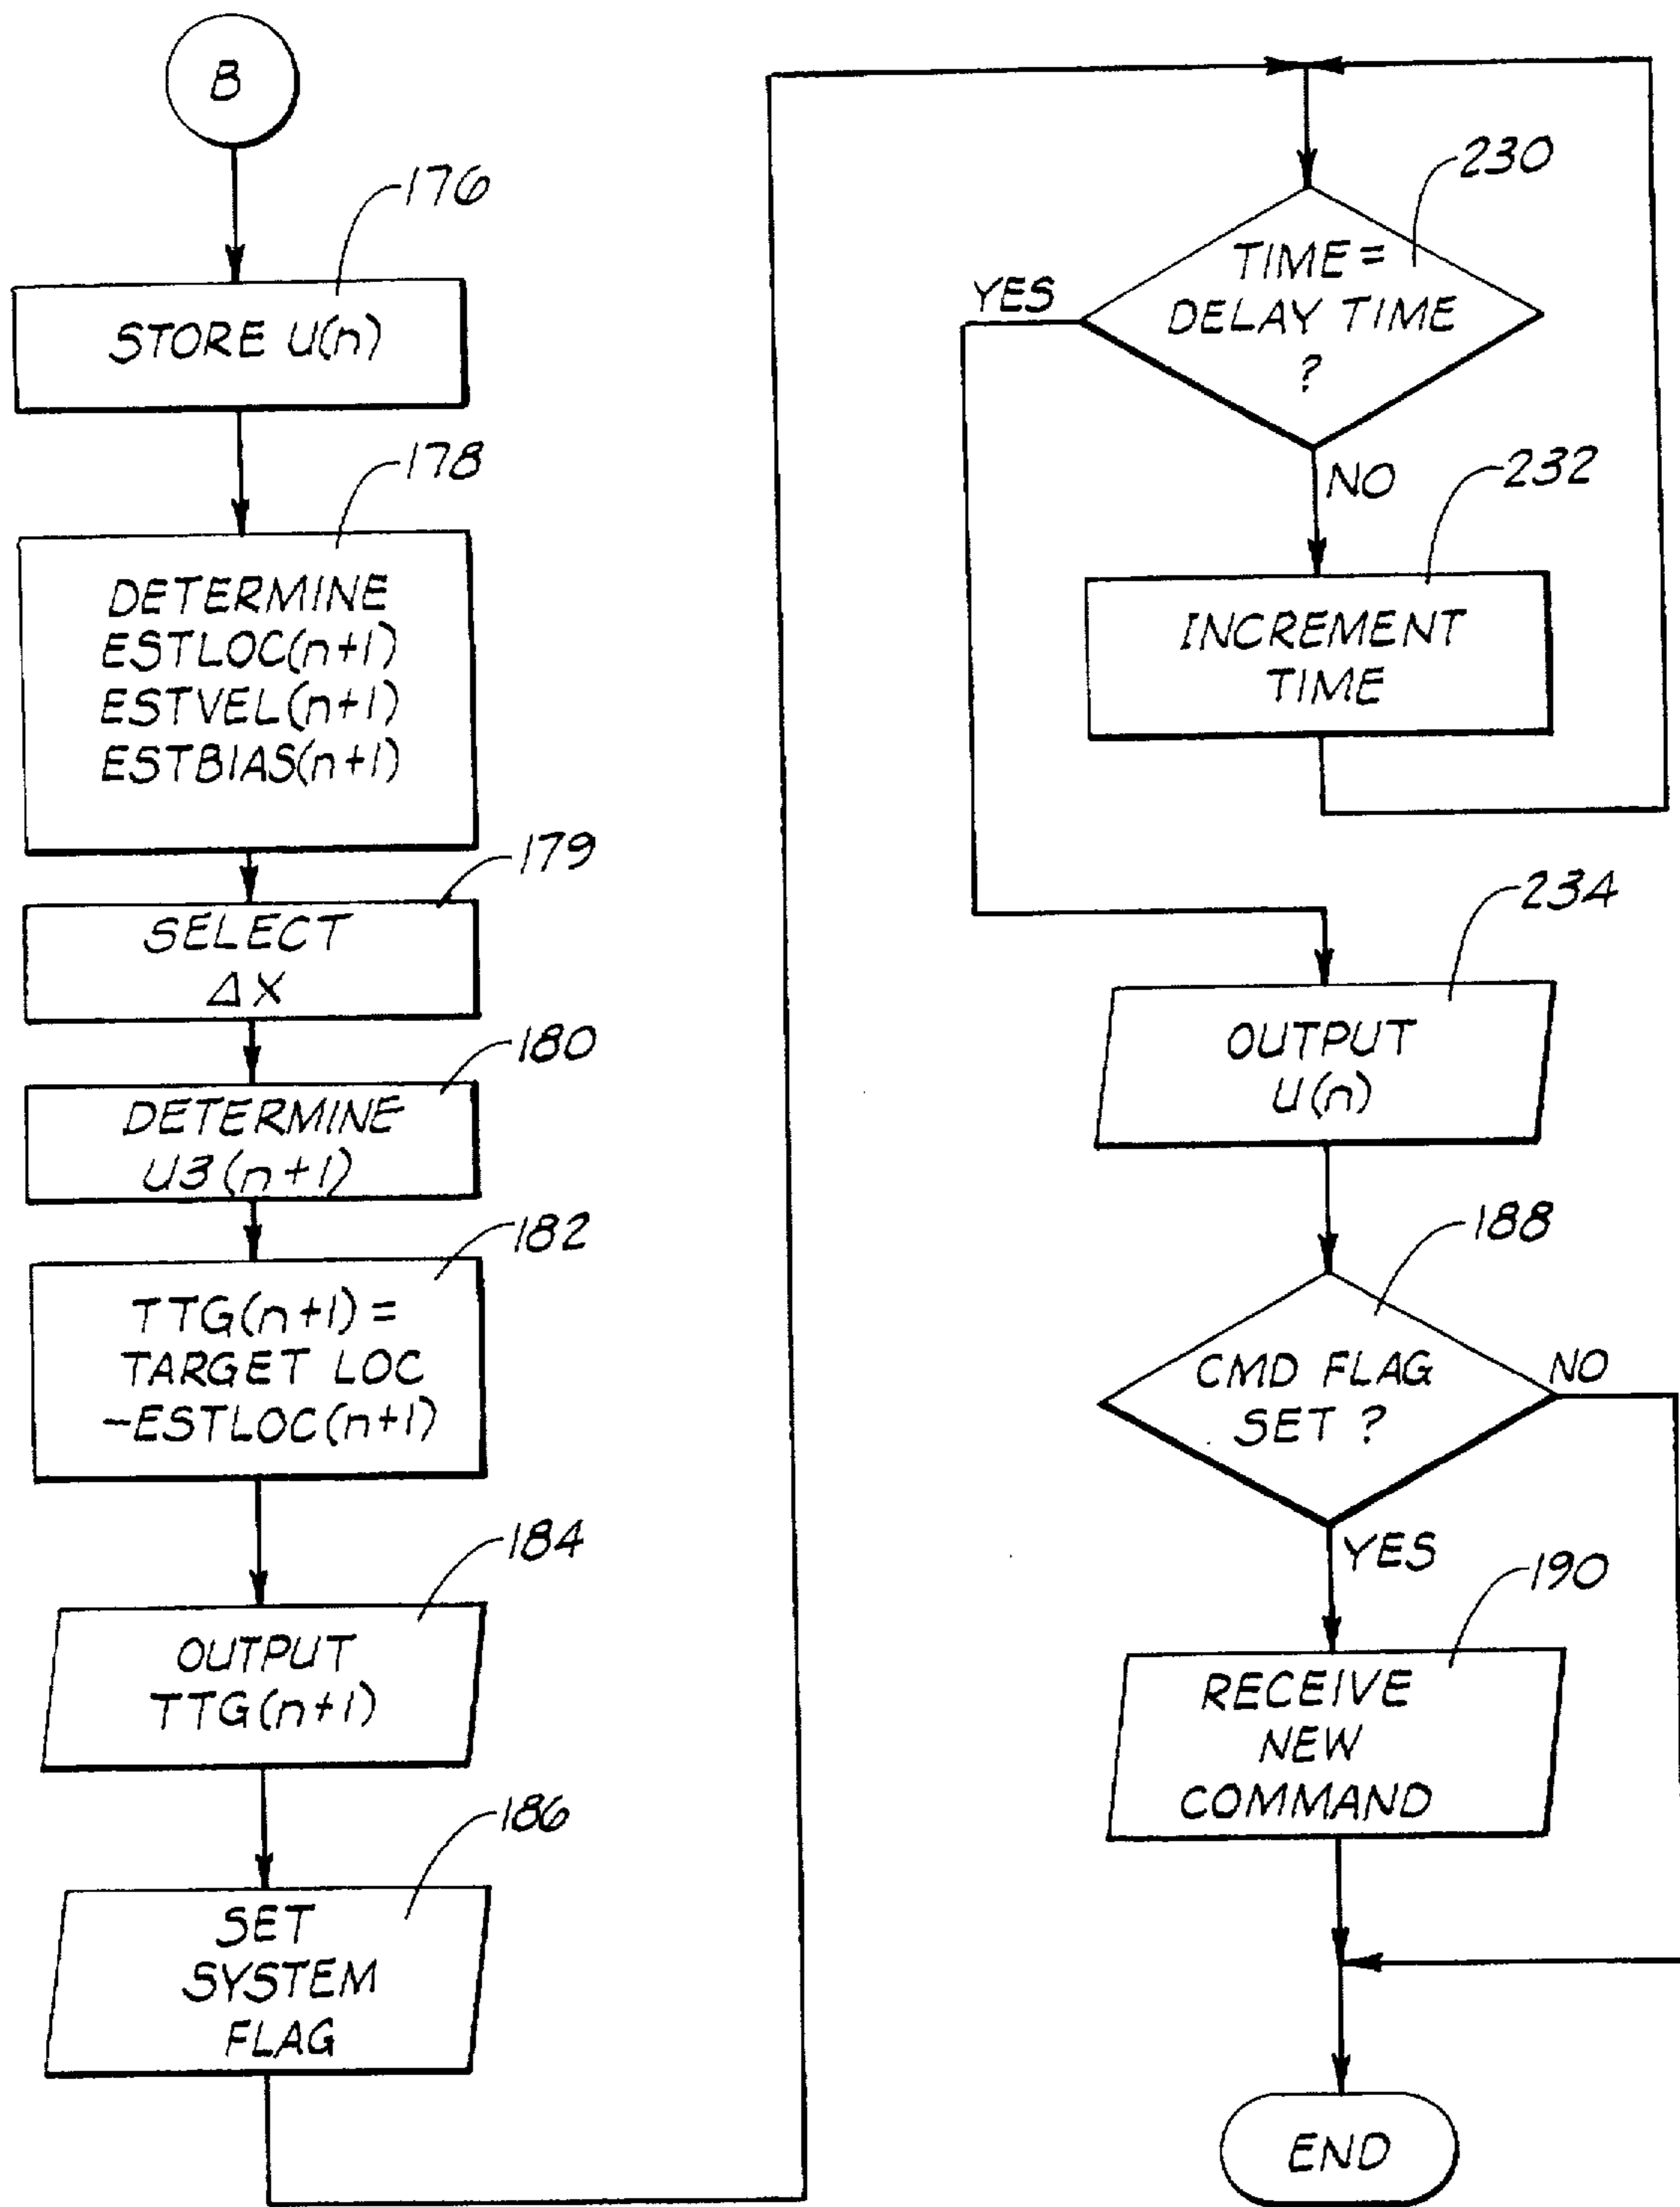 B
176
STORE U(n)
178
DETERMINE
ESTLOC(n+1)
ESTVEL(n+1)
ESTBIAS(n+1)
179
SELECT
ΔX
180
DETERMINE
U3(n+1)
182
TTG(n+1)=
TARGET LOC
-ESTLOC(n+1)
184
OUTPUT
TTG(n+1)
186
SET
SYSTEM
FLAG
230
TIME=
DELAY TIME
?
YES
NO
232
INCREMENT
TIME
234
OUTPUT
U(n)
188
CMD FLAG
SET ?
NO
YES
190
RECEIVE
NEW
COMMAND
END